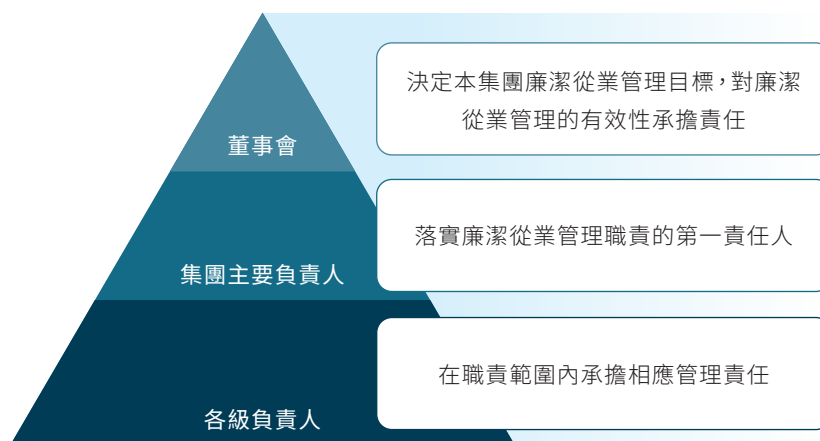 決定本集團廉潔從業管理目標，對廉潔
從業管理的有效性承擔責任
董事會
落實廉潔從業管理職責的第一責任人
集團主要負責人
在職責範圍內承擔相應管理責任
各級負責人